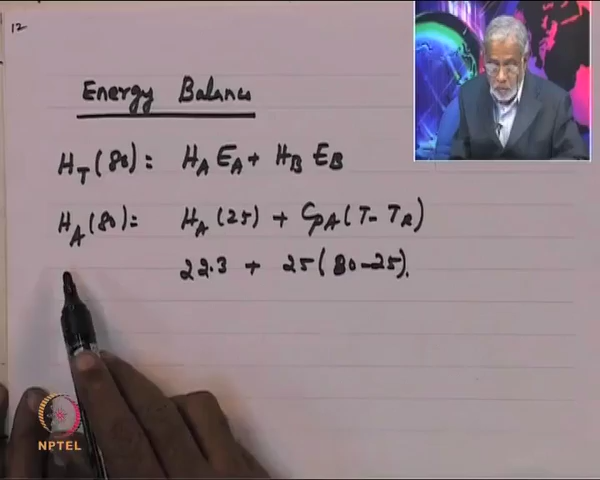 12
Energy Balance
H_T(80) = H_A E_A + H_B E_B
H_A(80) = H_A(25) + C_PA(T - T_R)
22.3 + 25(80-25).
NPTEL